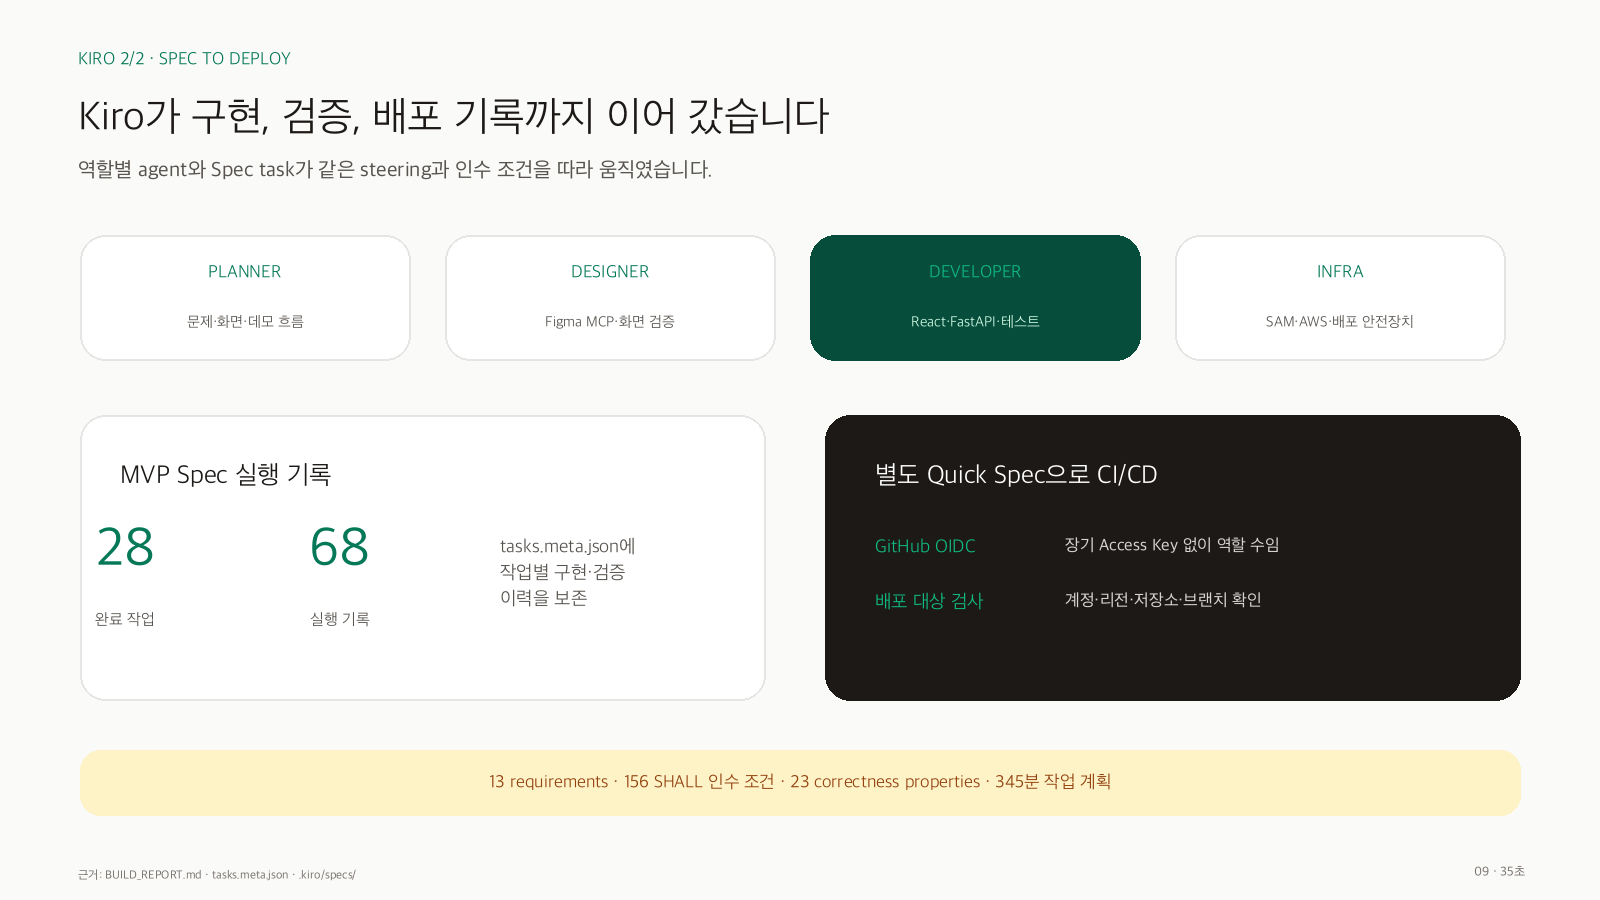 KIRO 2/2 · SPEC TO DEPLOY
Kiro가 구현, 검증, 배포 기록까지 이어 갔습니다
역할별 agent와 Spec task가 같은 steering과 인수 조건을 따라 움직였습니다.
PLANNER
문제·화면·데모 흐름
DESIGNER
Figma MCP·화면 검증
DEVELOPER
React·FastAPI·테스트
INFRA
SAM·AWS·배포 안전장치
MVP Spec 실행 기록
28
완료 작업
68
실행 기록
tasks.meta.json에
작업별 구현·검증
이력을 보존
별도 Quick Spec으로 CI/CD
GitHub OIDC
장기 Access Key 없이 역할 수임
배포 대상 검사
계정·리전·저장소·브랜치 확인
13 requirements · 156 SHALL 인수 조건 · 23 correctness properties · 345분 작업 계획
근거: BUILD_REPORT.md · tasks.meta.json · .kiro/specs/
09 · 35초